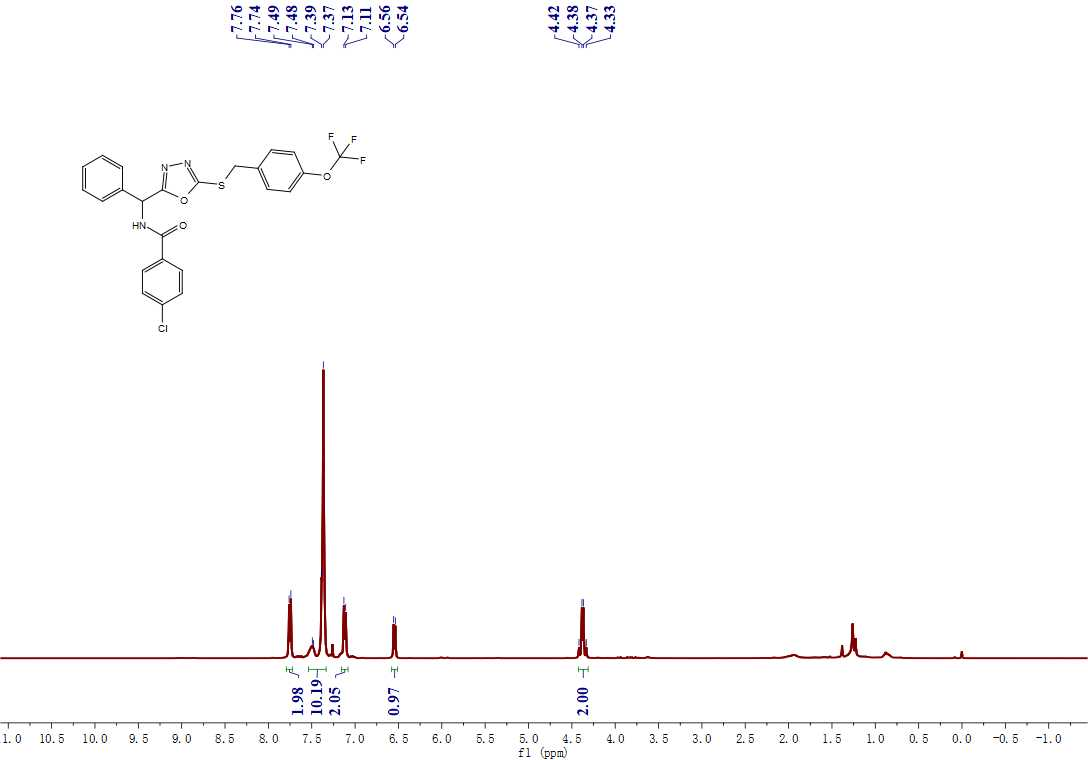 7.76 7.74 7.49 7.48 7.39 7.37 7.13 7.11 6.56 6.54 4.42 4.38 4.37 4.33
F F
F
N N
O
S
O
HN O
Cl
1.98 10.19 2.05 0.97 2.00
1.0 10.5 10.0 9.5 9.0 8.5 8.0 7.5 7.0 6.5 6.0 5.5 5.0 4.5 4.0 3.5 3.0 2.5 2.0 1.5 1.0 0.5 0.0 -0.5 -1.0
f1 (ppm)